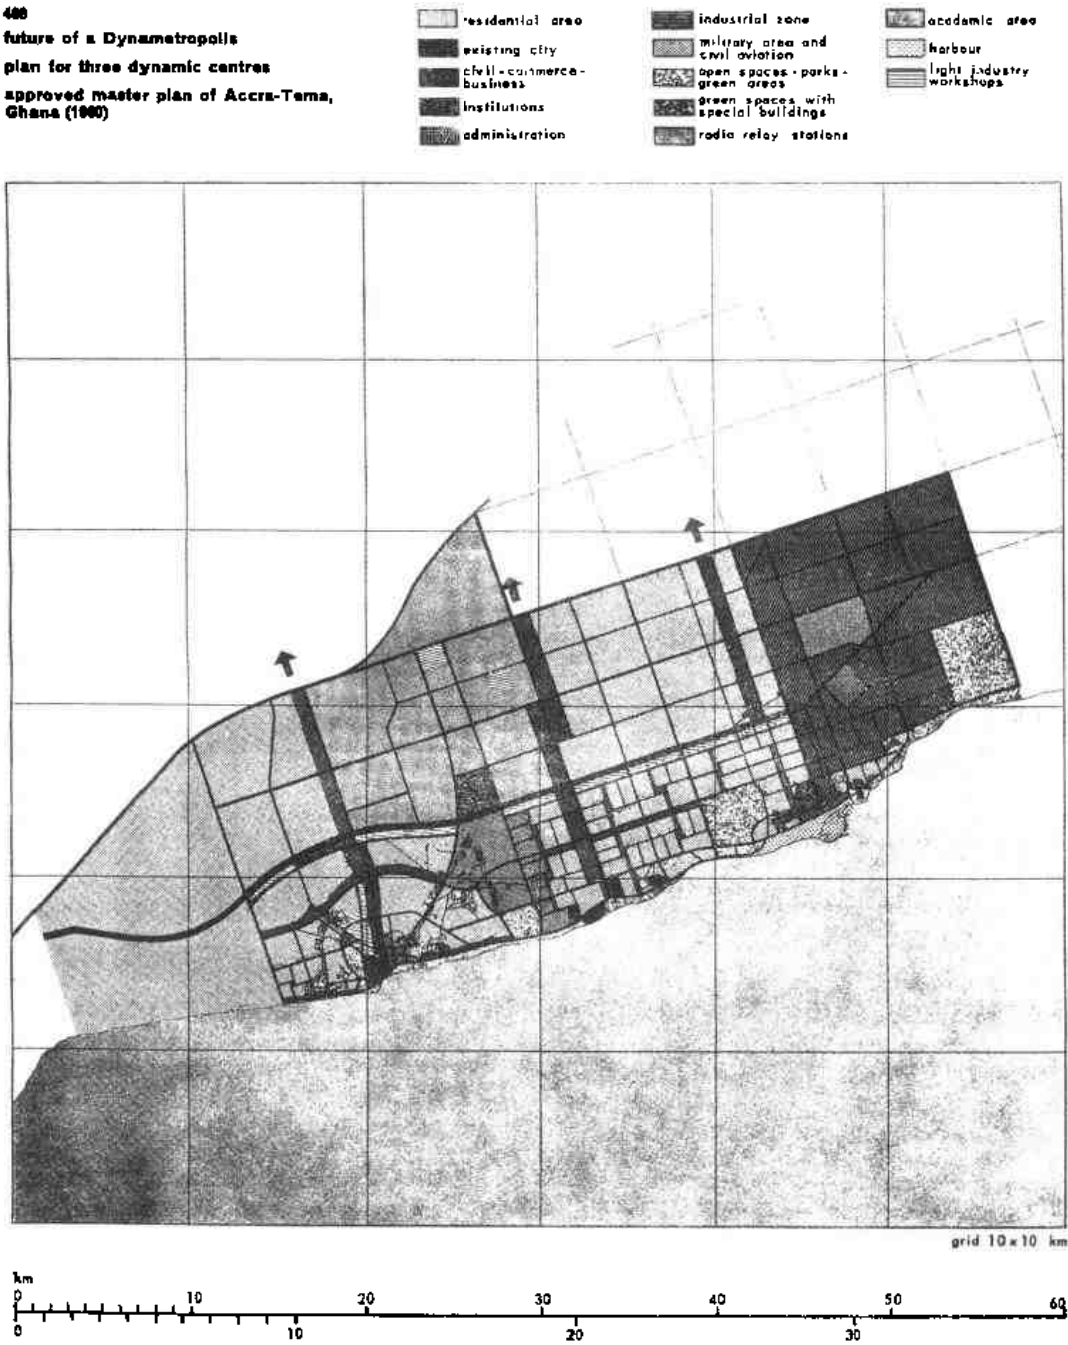 468
future of a Dynametropolis
plan for three dynamic centres
approved master plan of Accra-Tema,
Ghana (1960)
residential area
existing city
civil-commerce-
business
institutions
administration
industrial zone
military area and
civil aviation
open spaces-parks-
green areas
green spaces with
special buildings
radio relay stations
academic area
harbour
light industry
workshops
grid 10x10 km
km
0 10 20 30 40 50 60
0 10 20 30